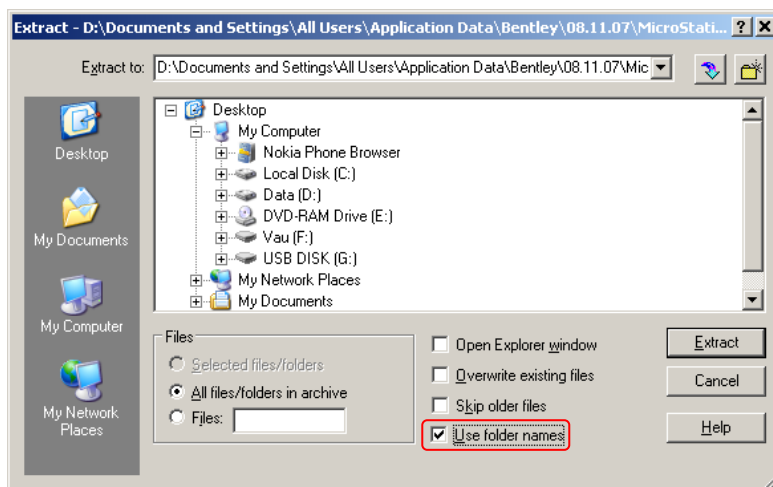 Extract - D:\Documents and Settings\All Users\Application Data\Bentley\08.11.07\MicroStati...
Extract to: D:\Documents and Settings\All Users\Application Data\Bentley\08.11.07\Mic
Desktop
My Documents
My Computer
My Network
Places
Desktop
My Computer
Nokia Phone Browser
Local Disk (C:)
Data (D:)
DVD-RAM Drive (E:)
Vau (F:)
USB DISK (G:)
My Network Places
My Documents
Files
Selected files/folders
All files/folders in archive
Files:
Open Explorer window
Overwrite existing files
Skip older files
Use folder names
Extract
Cancel
Help